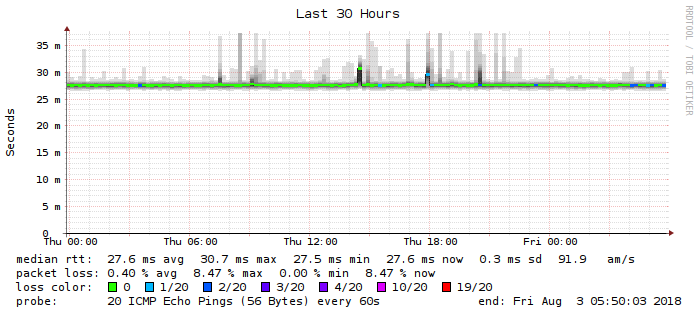 Last 30 Hours
RRDTOOL / TOBI OETIKER
Seconds
35 m
30 m
25 m
20 m
15 m
10 m
5 m
0
Thu 00:00 Thu 06:00 Thu 12:00 Thu 18:00 Fri 00:00
median rtt: 27.6 ms avg 30.7 ms max 27.5 ms min 27.6 ms now 0.3 ms sd 91.9 am/s
packet loss: 0.40 % avg 8.47 % max 0.00 % min 8.47 % now
loss color: 0 1/20 2/20 3/20 4/20 10/20 19/20
probe: 20 ICMP Echo Pings (56 Bytes) every 60s end: Fri Aug 3 05:50:03 2018